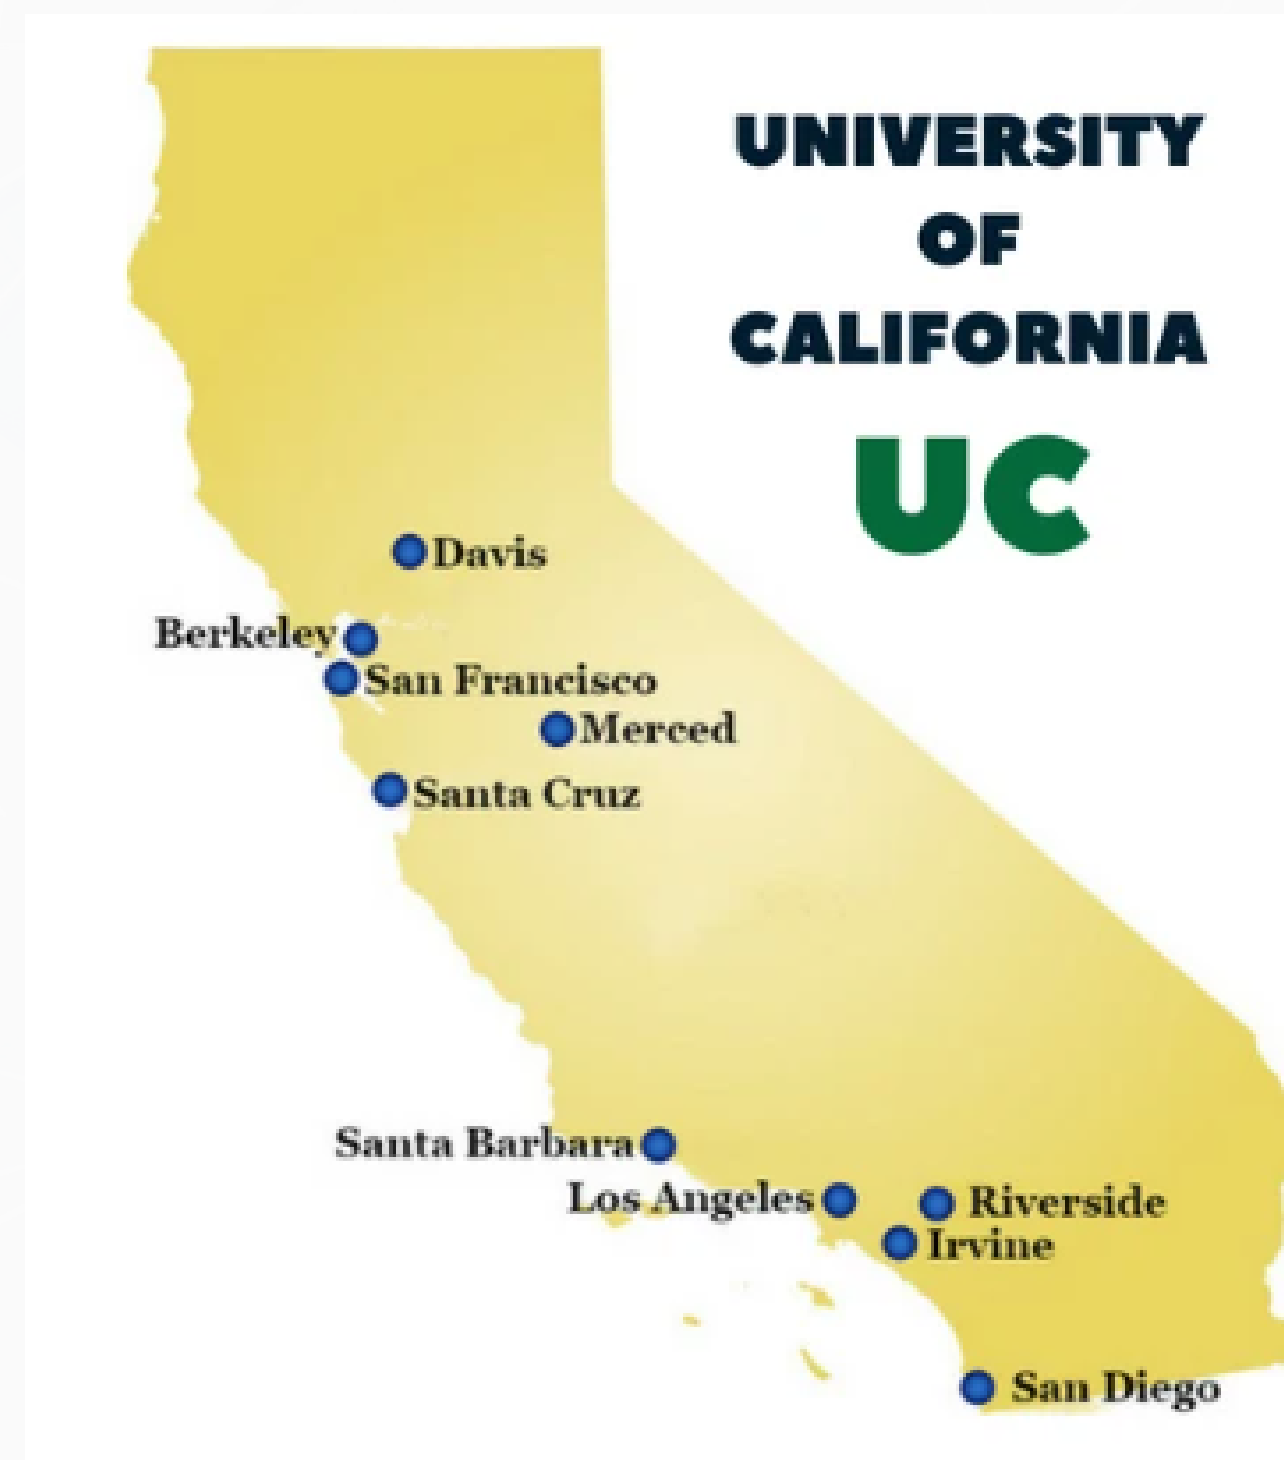 UNIVERSITY
OF
CALIFORNIA
UC
Davis
Berkeley
San Francisco
Merced
Santa Cruz
Santa Barbara
Los Angeles
Riverside
Irvine
San Diego